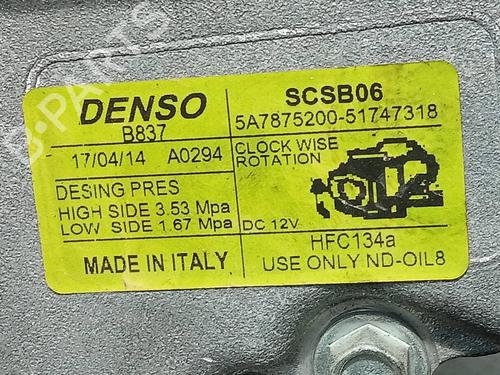 DENSO
B837
17/04/14 A0294
DESING PRES
HIGH SIDE 3.53 Mpa
LOW SIDE 1.67 Mpa
MADE IN ITALY
SCSB06
5A7875200-51747318
CLOCK WISE
ROTATION
DC 12V
HFC134a
USE ONLY ND-OIL8
B-PARTS